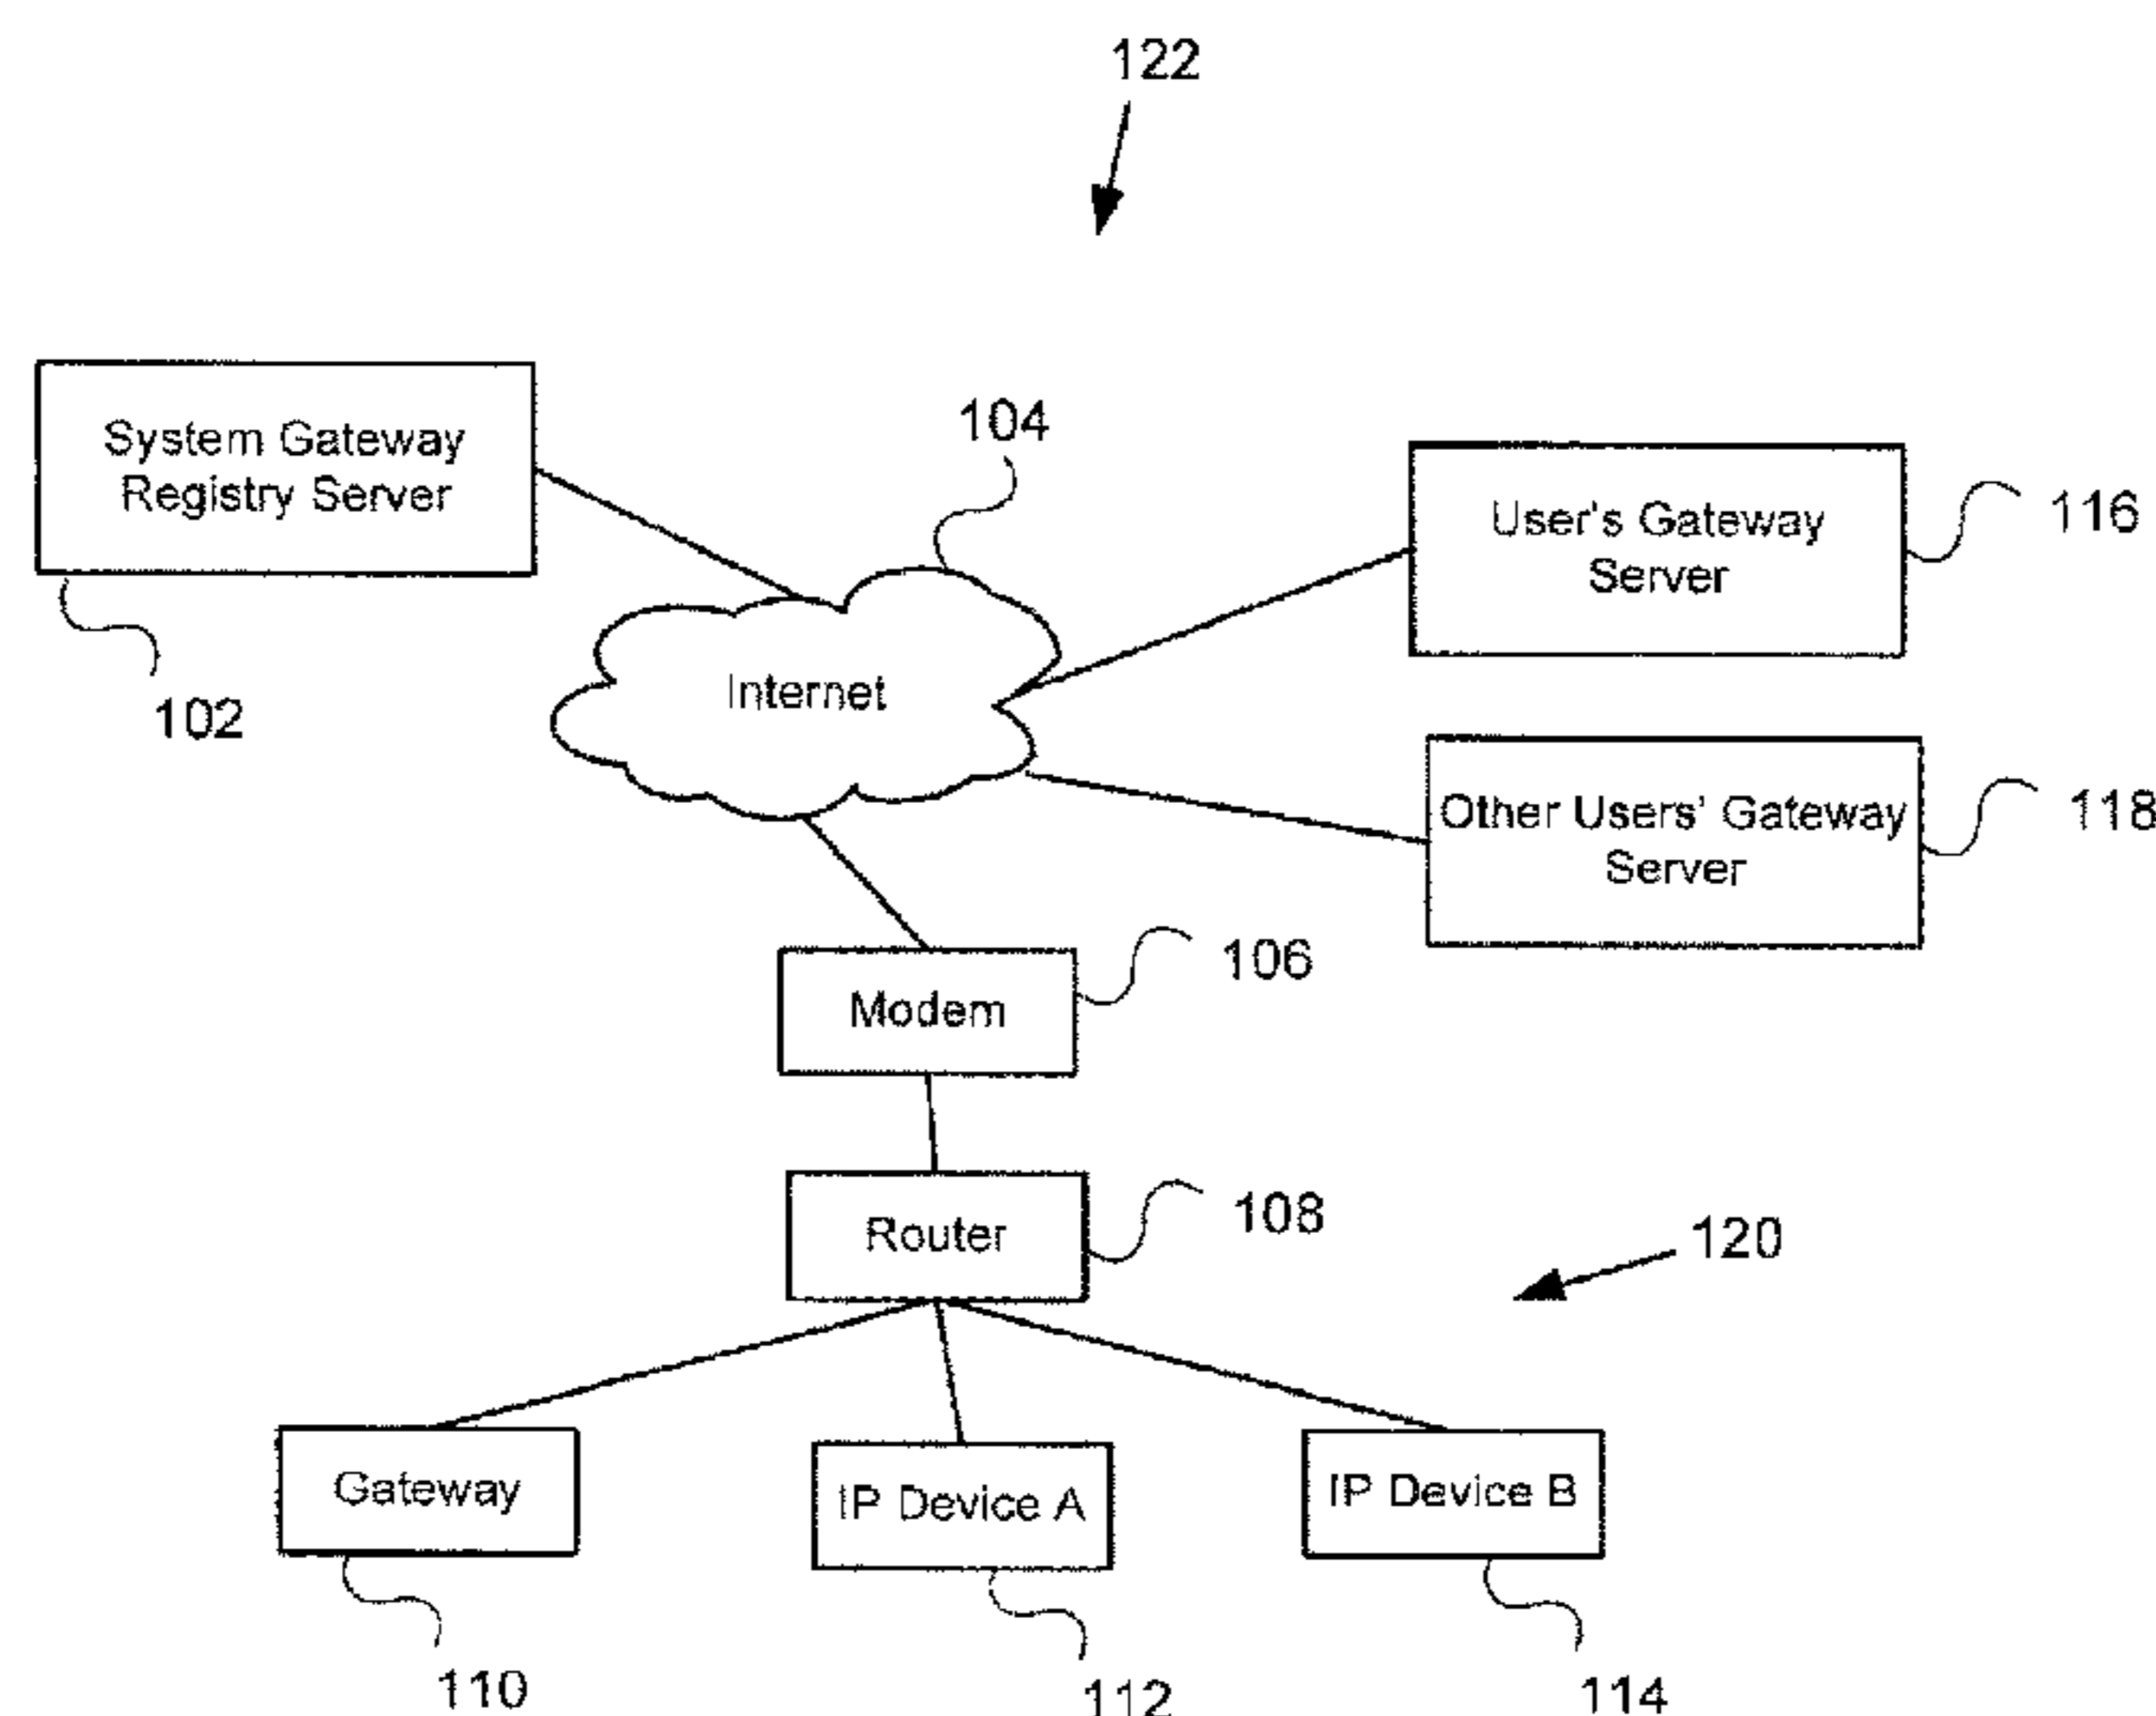 122
System Gateway
Registry Server
102
104
Internet
User's Gateway
Server
116
Other Users' Gateway
Server
118
Modem
106
Router
108
120
Gateway
110
IP Device A
112
IP Device B
114